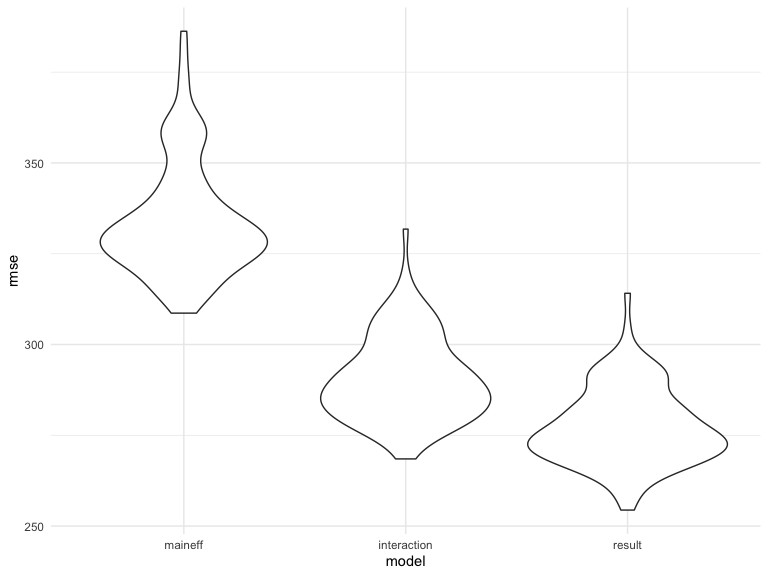 rmse
350
300
250
maineff
interaction
result
model